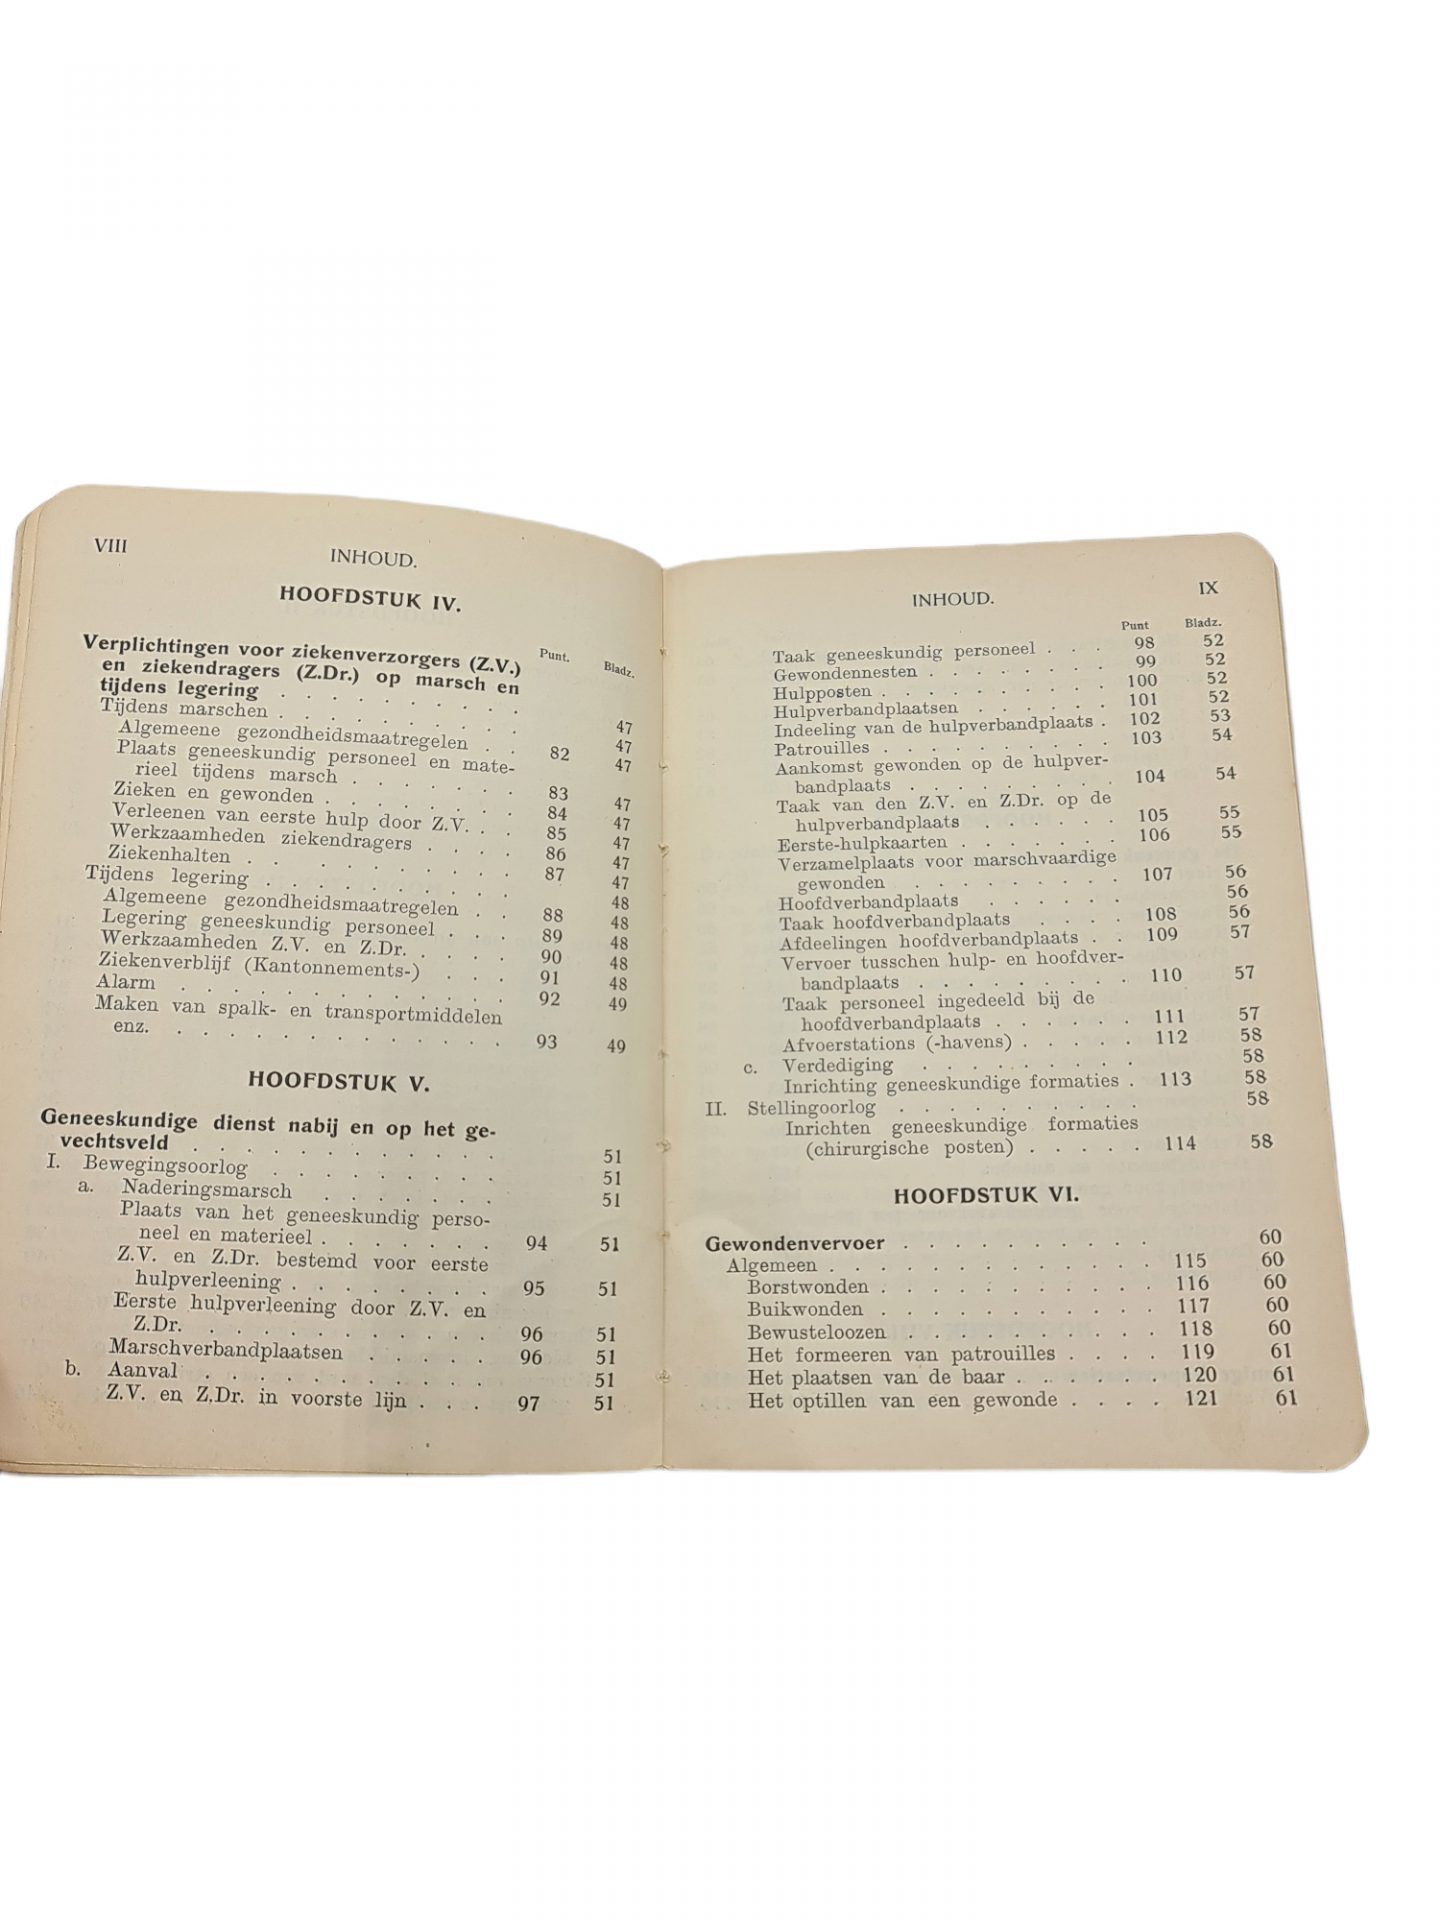 VIII
INHOUD.
HOOFDSTUK IV.
Punt. Bladz.
Verplichtingen voor ziekenverzorgers (Z.V.)
en ziekendragers (Z.Dr.) op marsch en
tijdens legering . . . . . . . . . 47
Tijdens marschen . . . . . . . . . 47
Algemeene gezondheidsmaatregelen . . 82 47
Plaats geneeskundig personeel en mate-
rieel tijdens marsch . . . . . . . 83 47
Zieken en gewonden . . . . . . . . 84 47
Verleenen van eerste hulp door Z.V. . . 85 47
Werkzaamheden ziekendragers . . . . 86 47
Ziekenhalten . . . . . . . . . . 87 47
Tijdens legering . . . . . . . . . . 48
Algemeene gezondheidsmaatregelen . . 88 48
Legering geneeskundig personeel . . . 89 48
Werkzaamheden Z.V. en Z.Dr. . . . . 90 48
Ziekenverblijf (Kantonnements-) . . . 91 48
Alarm . . . . . . . . . . . . . 92 49
Maken van spalk- en transportmiddelen
enz. . . . . . . . . . . . . . 93 49
HOOFDSTUK V.
Geneeskundige dienst nabij en op het ge-
vechtsveld . . . . . . . . . . . . 51
I. Bewegingsoorlog . . . . . . . . . 51
a. Naderingsmarsch . . . . . . . 51
Plaats van het geneeskundig perso-
neel en materieel . . . . . . . 94 51
Z.V. en Z.Dr. bestemd voor eerste
hulpverleening . . . . . . . . 95 51
Eerste hulpverleening door Z.V. en
Z.Dr. . . . . . . . . . . . 96 51
Marschverbandplaatsen . . . . . 96 51
b. Aanval . . . . . . . . . . . 51
Z.V. en Z.Dr. in voorste lijn . . . 97 51
INHOUD.
IX
Punt Bladz.
Taak geneeskundig personeel . . . 98 52
Gewondennesten . . . . . . . . 99 52
Hulpposten . . . . . . . . . . 100 52
Hulpverbandplaatsen . . . . . . 101 52
Indeeling van de hulpverbandplaats . 102 53
Patrouilles . . . . . . . . . . 103 54
Aankomst gewonden op de hulpver-
bandplaats . . . . . . . . . 104 54
Taak van den Z.V. en Z.Dr. op de
hulpverbandplaats . . . . . . 105 55
Eerste-hulpkaarten . . . . . . . 106 55
Verzamelplaats voor marschvaardige
gewonden . . . . . . . . . 107 56
Hoofdverbandplaats . . . . . . 56
Taak hoofdverbandplaats . . . . 108 56
Afdeelingen hoofdverbandplaats . . 109 57
Vervoer tusschen hulp- en hoofdver-
bandplaats . . . . . . . . . 110 57
Taak personeel ingedeeld bij de
hoofdverbandplaats . . . . . . 111 57
Afvoerstations (-havens) . . . . . 112 58
c. Verdediging . . . . . . . . . 58
Inrichting geneeskundige formaties . 113 58
II. Stellingoorlog . . . . . . . . . . 58
Inrichten geneeskundige formaties
(chirurgische posten) . . . . . 114 58
HOOFDSTUK VI.
Gewondenvervoer . . . . . . . . . . 60
Algemeen . . . . . . . . . . . . . 115 60
Borstwonden . . . . . . . . . . . 116 60
Buikwonden . . . . . . . . . . . 117 60
Bewusteloozen . . . . . . . . . . 118 60
Het formeeren van patrouilles . . . . 119 61
Het plaatsen van de baar . . . . . . 120 61
Het optillen van een gewonde . . . . 121 61